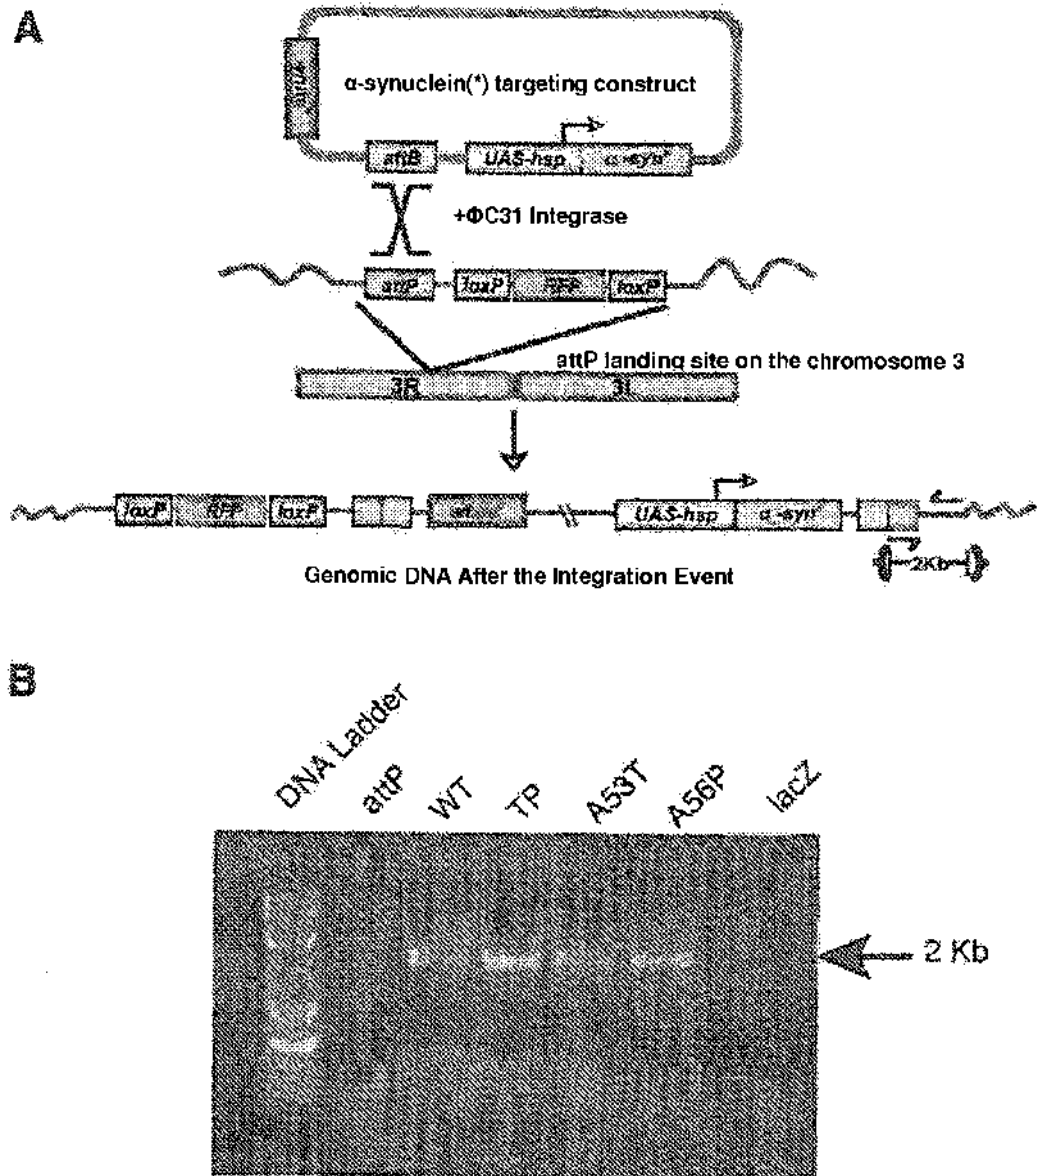 A
α-synuclein(*) targeting construct
attB
UAS-hsp
α-syn*
+ΦC31 Integrase
attP
loxP
RFP
loxP
attP landing site on the chromosome 3
3R
3l
loxP
RFP
loxP
UAS-hsp
α-syn*
2Kb
Genomic DNA After the Integration Event
B
DNA Ladder
attP
WT
TP
A53T
A56P
lacZ
2 Kb